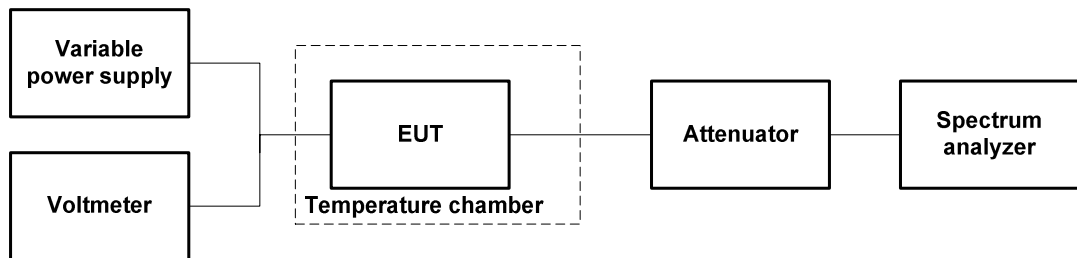 Variable
power supply
Voltmeter
EUT
Temperature chamber
Attenuator
Spectrum
analyzer